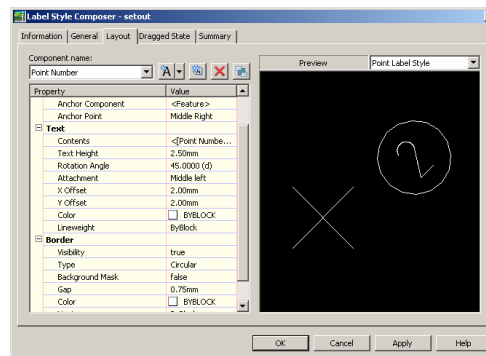 Label Style Composer - setout
Information General Layout Dragged State Summary
Component name:
Point Number
Preview Point Label Style
Property Value
Anchor Component <Feature>
Anchor Point Middle Right
Text
Contents <[Point Numbe...
Text Height 2.50mm
Rotation Angle 45.0000 (d)
Attachment Middle left
X Offset 2.00mm
Y Offset 2.00mm
Color BYBLOCK
Lineweight ByBlock
Border
Visibility true
Type Circular
Background Mask false
Gap 0.75mm
Color BYBLOCK
OK Cancel Apply Help